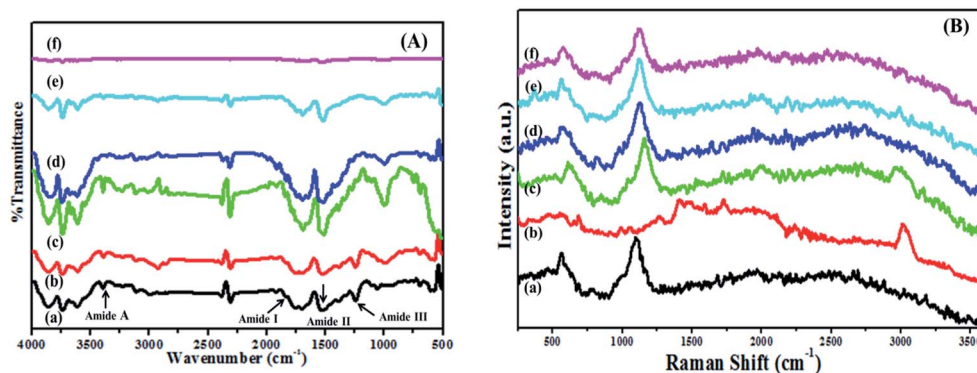 (A)
(f)
(e)
(d)
(c)
(b)
(a)
Amide A
Amide I
Amide II
Amide III
%Transmittance
4000 3500 3000 2500 2000 1500 1000 500
Wavenumber (cm⁻¹)
(B)
(f)
(e)
(d)
(c)
(b)
(a)
Intensity (a.u.)
500 1000 1500 2000 2500 3000 3500
Raman Shift (cm⁻¹)